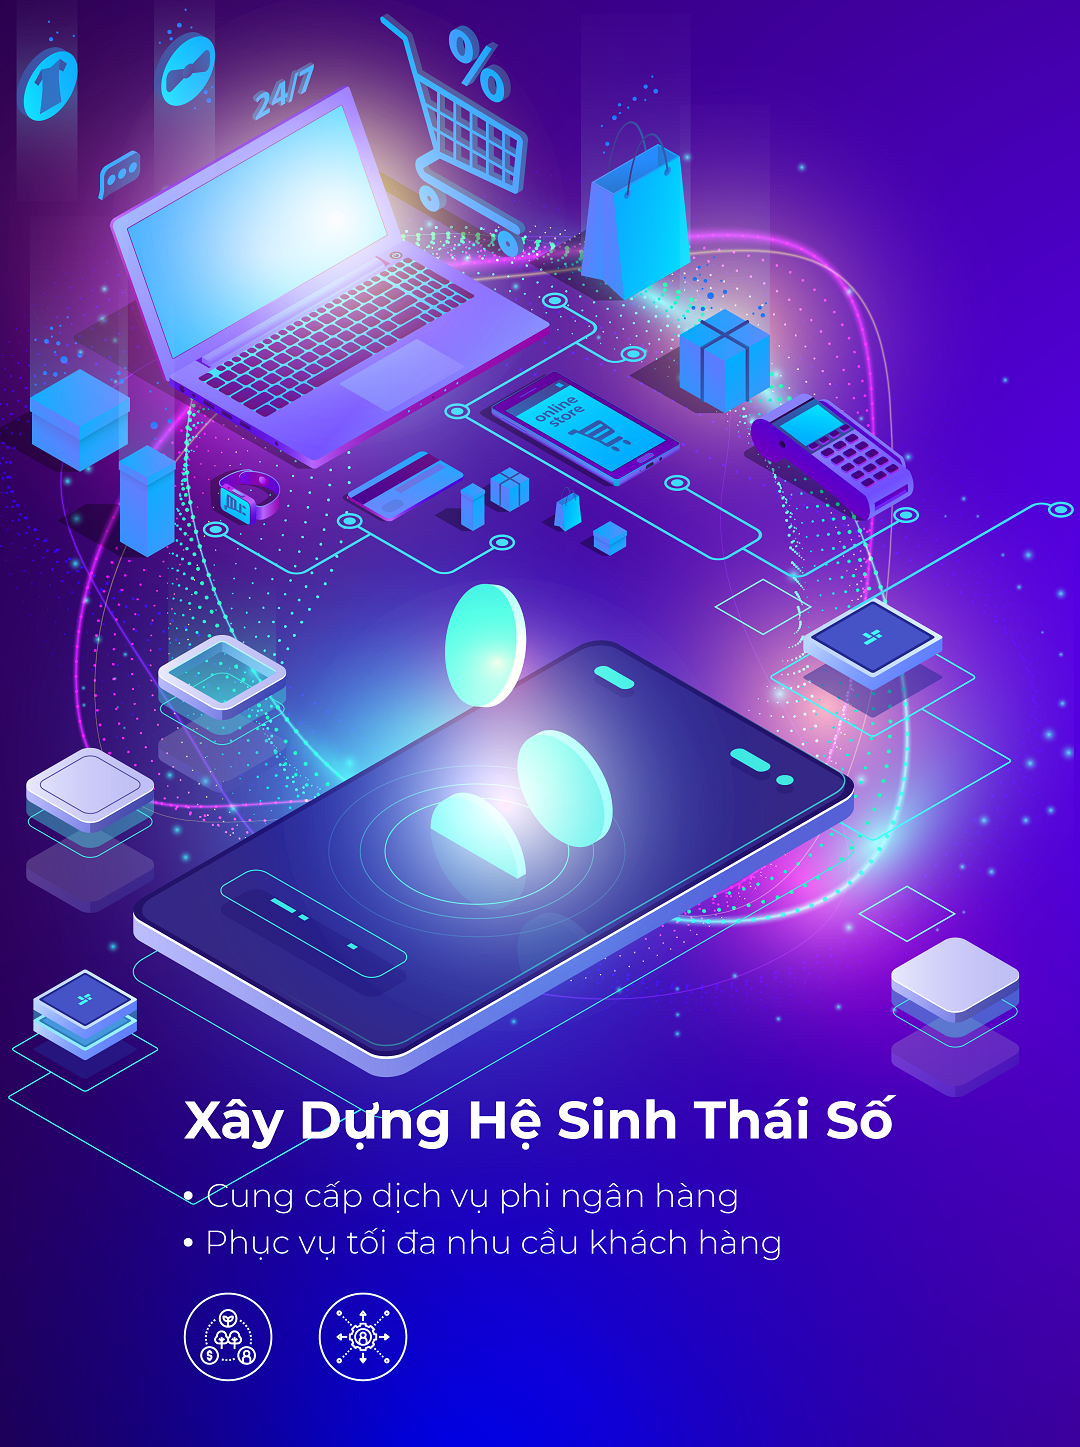 %
24/7
online
store
Xây Dựng Hệ Sinh Thái Số
• Cung cấp dịch vụ phi ngân hàng
• Phục vụ tối đa nhu cầu khách hàng
$